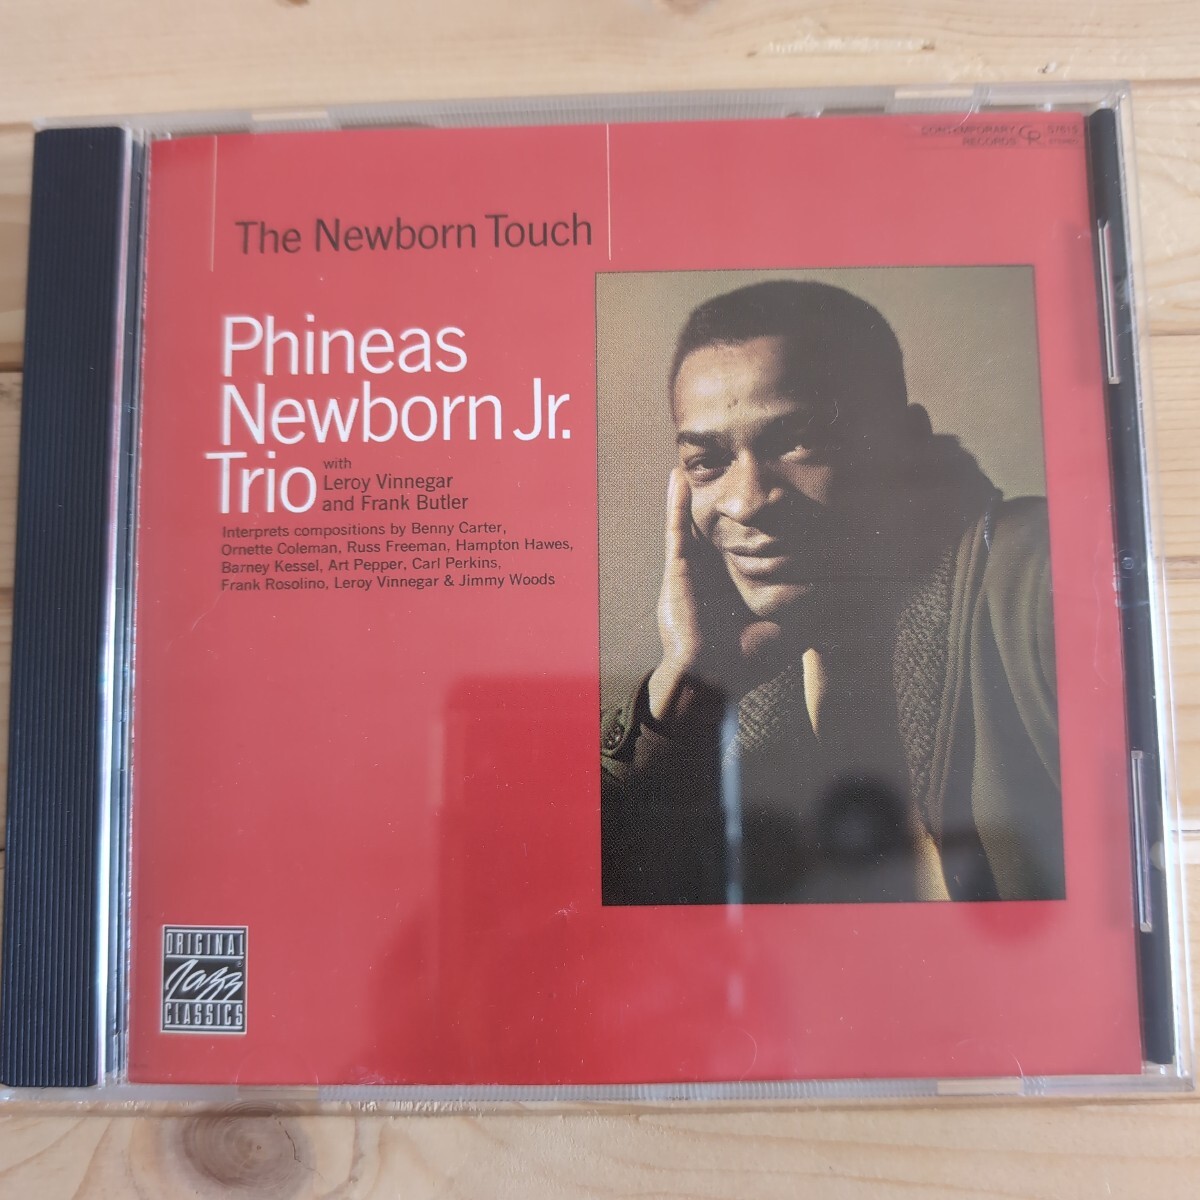 CONTEMPORARY
RECORDS
S7615
STEREO
The Newborn Touch
Phineas
Newborn Jr.
Trio
with
Leroy Vinnegar
and Frank Butler
Interprets compositions by Benny Carter,
Ornette Coleman, Russ Freeman, Hampton Hawes,
Barney Kessel, Art Pepper, Carl Perkins,
Frank Rosolino, Leroy Vinnegar & Jimmy Woods
ORIGINAL
Jazz
CLASSICS